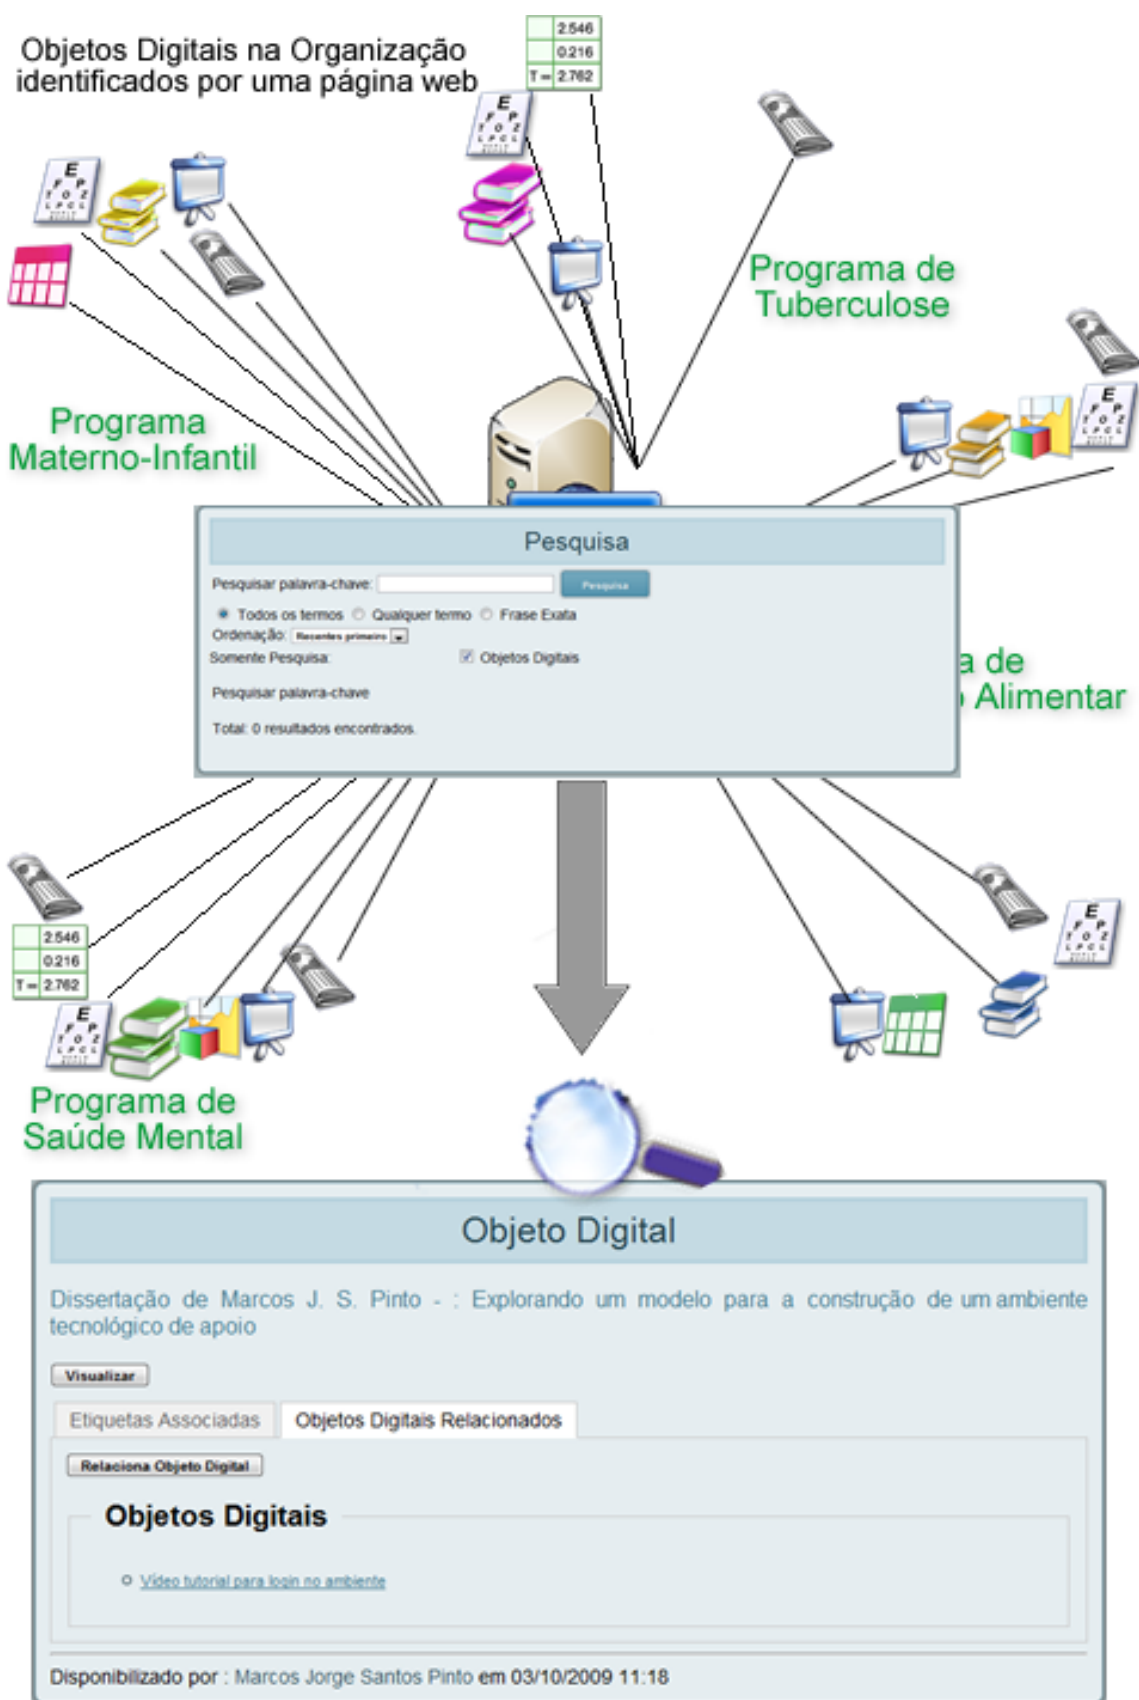 Objetos Digitais na Organização
identificados por uma página web
2.546
0.216
T = 2.762
E
F P
T O Z
L P C L
E
F P
T O Z
L P C L
Programa de
Tuberculose
Programa
Materno-Infantil
E
F P
T O Z
L P C L
Pesquisa
Pesquisar palavra-chave:
Pesquisa
Todos os termos Qualquer termo Frase Exata
Ordenação: Recentes primeiro
Somente Pesquisa: Objetos Digitais
Pesquisar palavra-chave
Total: 0 resultados encontrados.
a de
Alimentar
2.546
0.216
T = 2.762
E
F P
T O Z
L P C L
E
F P
T O Z
L P C L
Programa de
Saúde Mental
Objeto Digital
Dissertação de Marcos J. S. Pinto - : Explorando um modelo para a construção de um ambiente
tecnológico de apoio
Visualizar
Etiquetas Associadas Objetos Digitais Relacionados
Relaciona Objeto Digital
Objetos Digitais
Vídeo tutorial para login no ambiente
Disponibilizado por : Marcos Jorge Santos Pinto em 03/10/2009 11:18